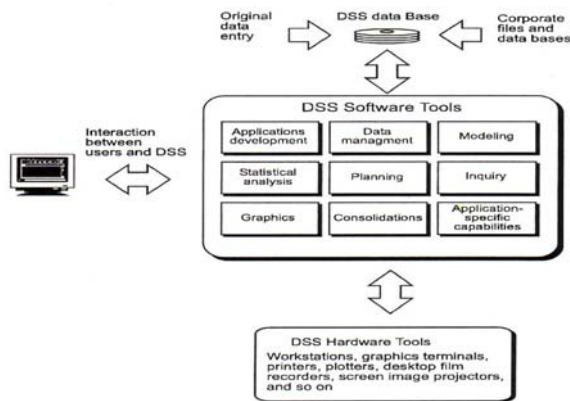 Original
data
entry
DSS data Base
Corporate
files and
data bases
DSS Software Tools
Interaction
between
users and DSS
Applications
development
Data
managment
Modeling
Statistical
analysis
Planning
Inquiry
Graphics
Consolidations
Application-
specific
capabilities
DSS Hardware Tools
Workstations, graphics terminals,
printers, plotters, desktop film
recorders, screen image projectors,
and so on